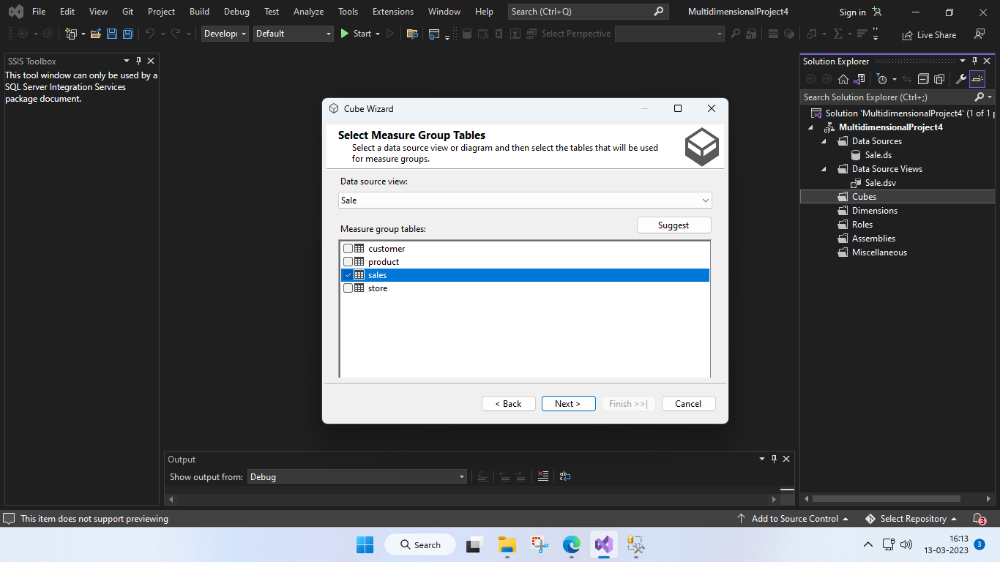 File Edit View Git Project Build Debug Test Analyze Tools Extensions Window Help Search (Ctrl+Q) MultidimensionalProject4 Sign in
Develop Default Start Select Perspective Live Share
SSIS Toolbox
This tool window can only be used by a
SQL Server Integration Services
package document.
Cube Wizard
Select Measure Group Tables
Select a data source view or diagram and then select the tables that will be used
for measure groups.
Data source view:
Sale
Suggest
Measure group tables:
customer
product
sales
store
< Back Next > Finish >>| Cancel
Output
Show output from: Debug
Solution Explorer
Search Solution Explorer (Ctrl+;)
Solution 'MultidimensionalProject4' (1 of 1 p
MultidimensionalProject4
Data Sources
Sale.ds
Data Source Views
Sale.dsv
Cubes
Dimensions
Roles
Assemblies
Miscellaneous
This item does not support previewing Add to Source Control Select Repository 3
Search 16:13
13-03-2023 3